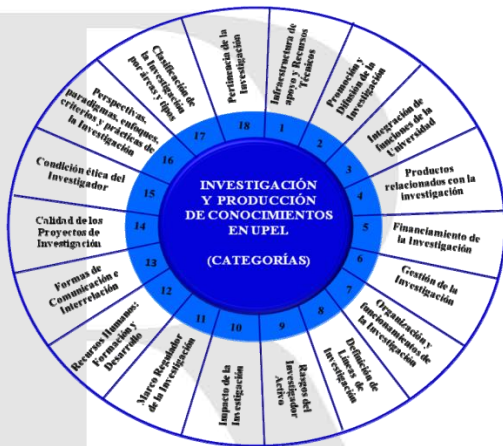 INVESTIGACIÓN
Y PRODUCCIÓN
DE CONOCIMIENTOS
EN UPEL
(CATEGORÍAS)
1
Infraestructura de
apoyo y Recursos
Técnicos
2
Promoción y
Difusión de la
Investigación
3
Integración de
funciones de la
Universidad
4
Productos
relacionados con la
investigación
5
Financiamiento de
la Investigación
6
Gestión de la
Investigación
7
Organización y
funcionamientos de
la Investigación
8
Definición de
Líneas de
Investigación
9
Rasgos del
Investigador
Activo
10
Impacto de la
Investigación
11
Marco Regulador
de la Investigación
12
Recursos Humanos:
Formación y
Desarrollo
13
Formas de
Comunicación e
Interrelación
14
Calidad de los
Proyectos de
Investigación
15
Condición ética del
Investigador
16
Perspectivas,
paradigmas, enfoques,
criterios y prácticas de
la Investigación
17
Clasificación de
la Investigación
por áreas y tipos
18
Pertinencia de la
Investigación